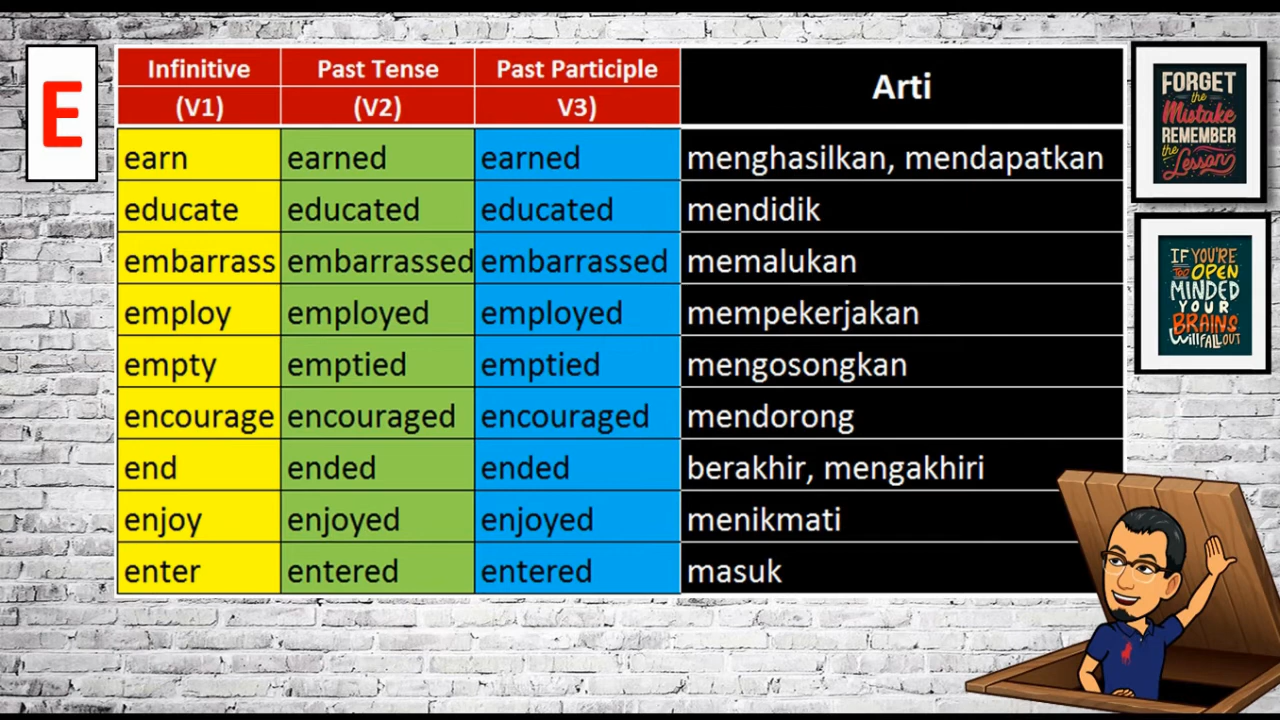 E
Infinitive Past Tense Past Participle Arti
(V1) (V2) V3)
earn earned earned menghasilkan, mendapatkan
educate educated educated mendidik
embarrass embarrassed embarrassed memalukan
employ employed employed mempekerjakan
empty emptied emptied mengosongkan
encourage encouraged encouraged mendorong
end ended ended berakhir, mengakhiri
enjoy enjoyed enjoyed menikmati
enter entered entered masuk
FORGET
the
Mistake
REMEMBER
the
Lesson
IF YOU'RE
TOO OPEN
MINDED
YOUR
BRAINS
Will FALL OUT